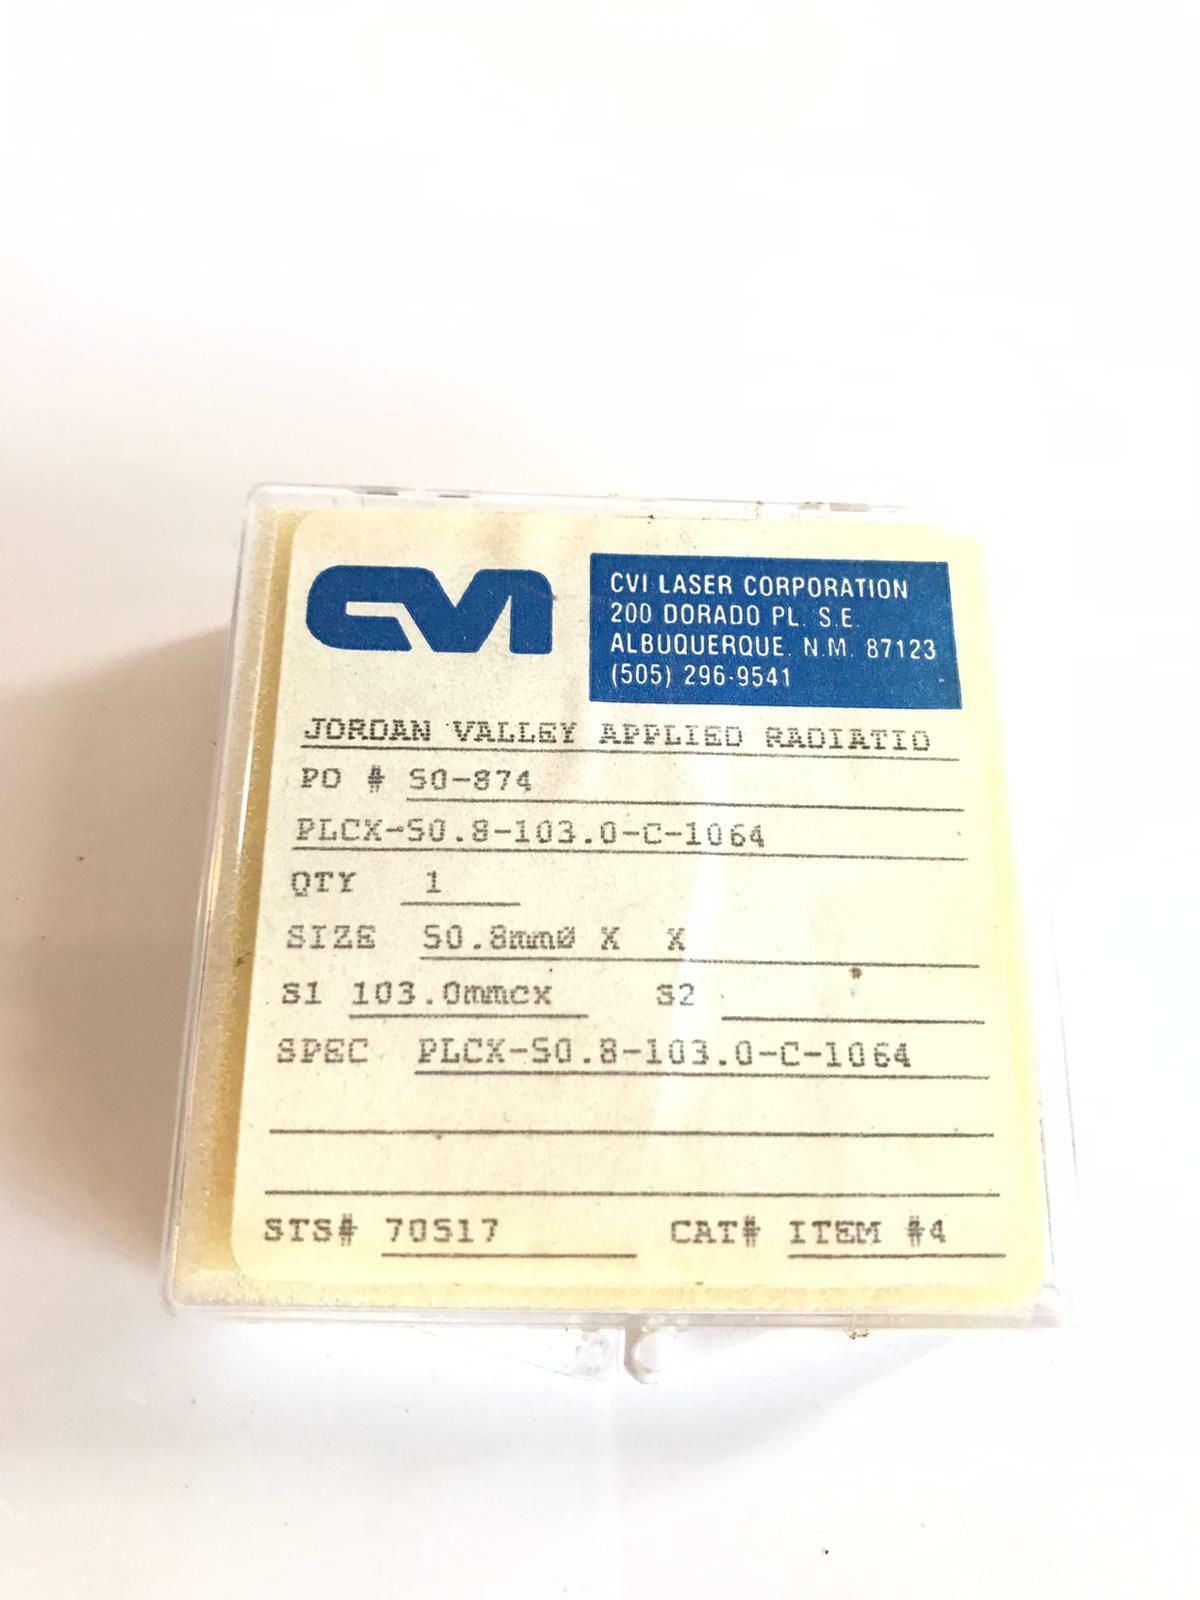 CVI
CVI LASER CORPORATION
200 DORADO PL. S.E.
ALBUQUERQUE. N.M. 87123
(505) 296-9541
JORDAN VALLEY APPLIED RADIATIO
PO # 50-874
PLCX-50.8-103.0-C-1064
QTY 1
SIZE 50.8mmØ X X
S1 103.0mmcx S2
SPEC PLCX-50.8-103.0-C-1064
STS# 70517 CAT# ITEM #4